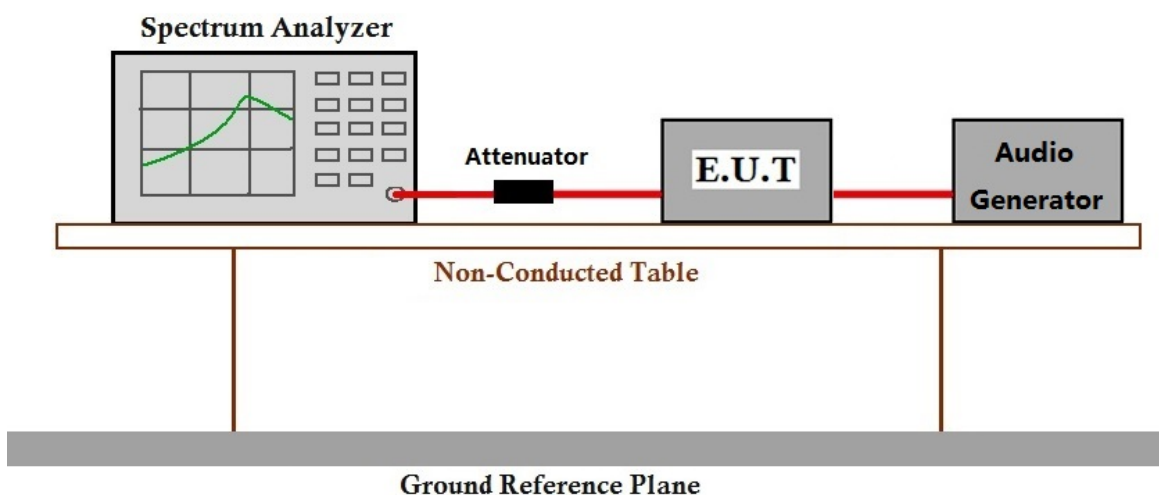 Spectrum Analyzer
Attenuator
E.U.T
Audio
Generator
Non-Conducted Table
Ground Reference Plane